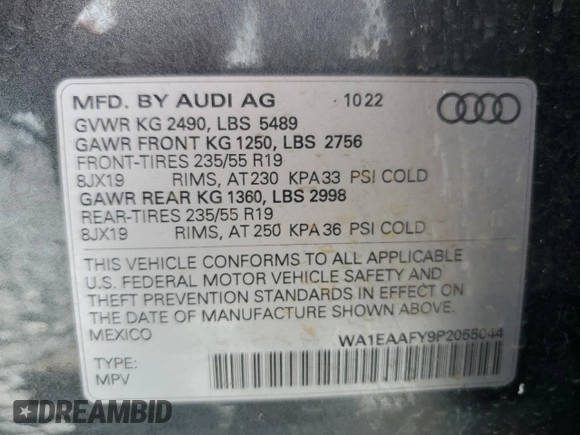 MFD. BY AUDI AG 10 22
GVWR KG 2490, LBS 5489
GAWR FRONT KG 1250, LBS 2756
FRONT-TIRES 235/55 R19
8JX19 RIMS, AT 230 KPA 33 PSI COLD
GAWR REAR KG 1360, LBS 2998
REAR-TIRES 235/55 R19
8JX19 RIMS, AT 250 KPA 36 PSI COLD
THIS VEHICLE CONFORMS TO ALL APPLICABLE
U.S. FEDERAL MOTOR VEHICLE SAFETY AND
THEFT PREVENTION STANDARDS IN EFFECT ON
THE DATE OF MANUFACTURE SHOWN ABOVE.
MEXICO
WA1EAAFY9P2055044
TYPE:
MPV
DREAMBID